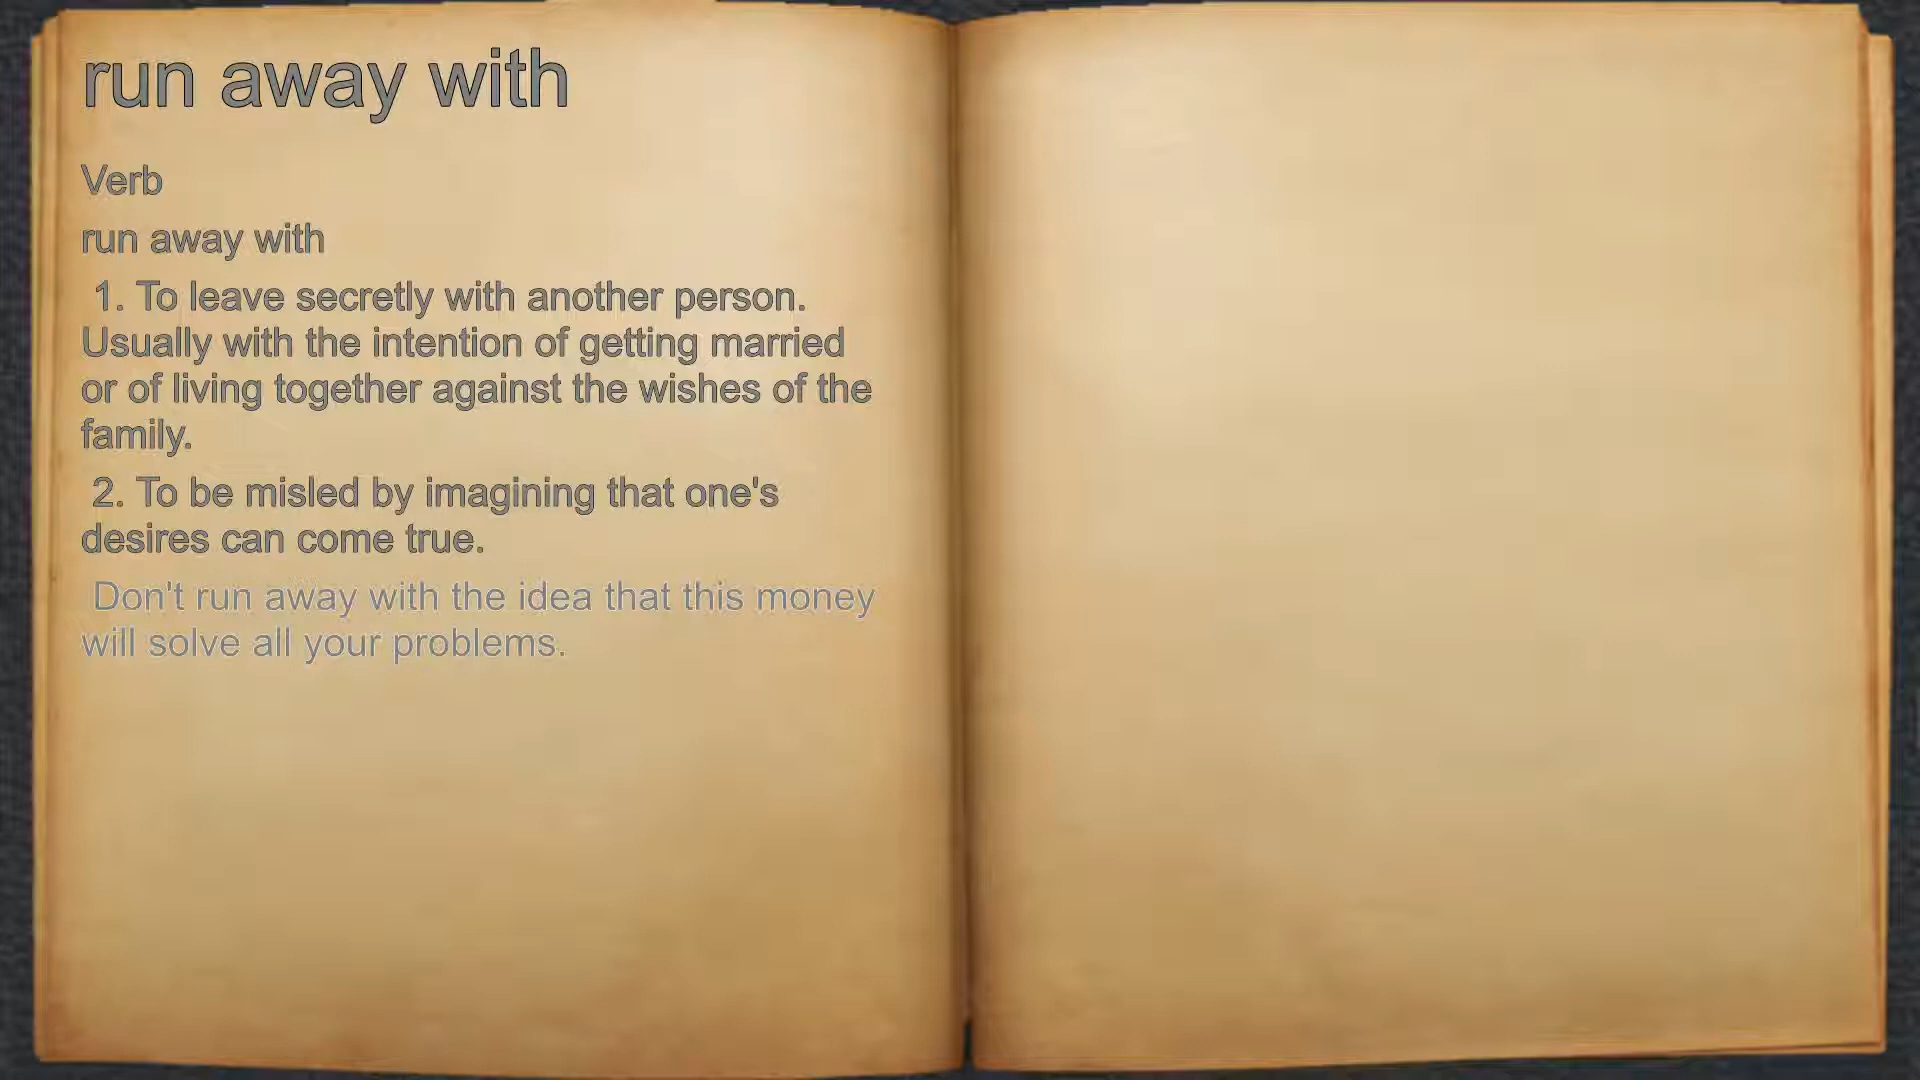 run away with
Verb
run away with
1. To leave secretly with another person.
Usually with the intention of getting married
or of living together against the wishes of the
family.
2. To be misled by imagining that one's
desires can come true.
Don't run away with the idea that this money
will solve all your problems.